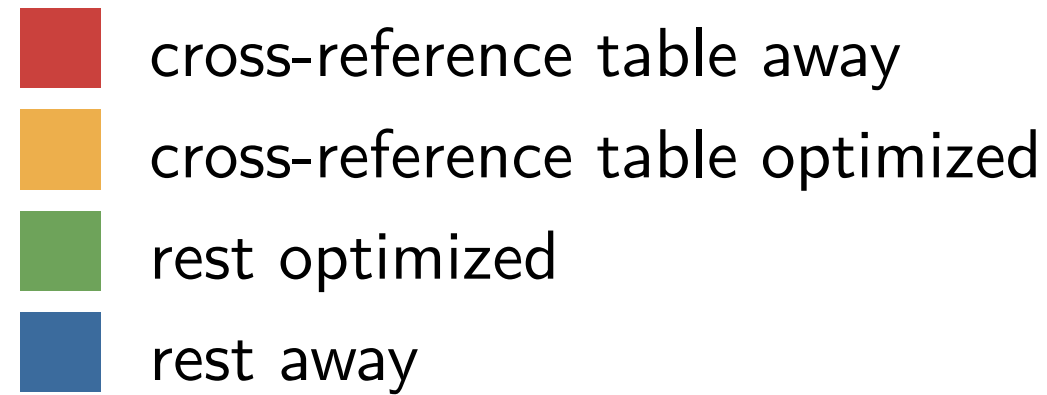 cross-reference table away
cross-reference table optimized
rest optimized
rest away